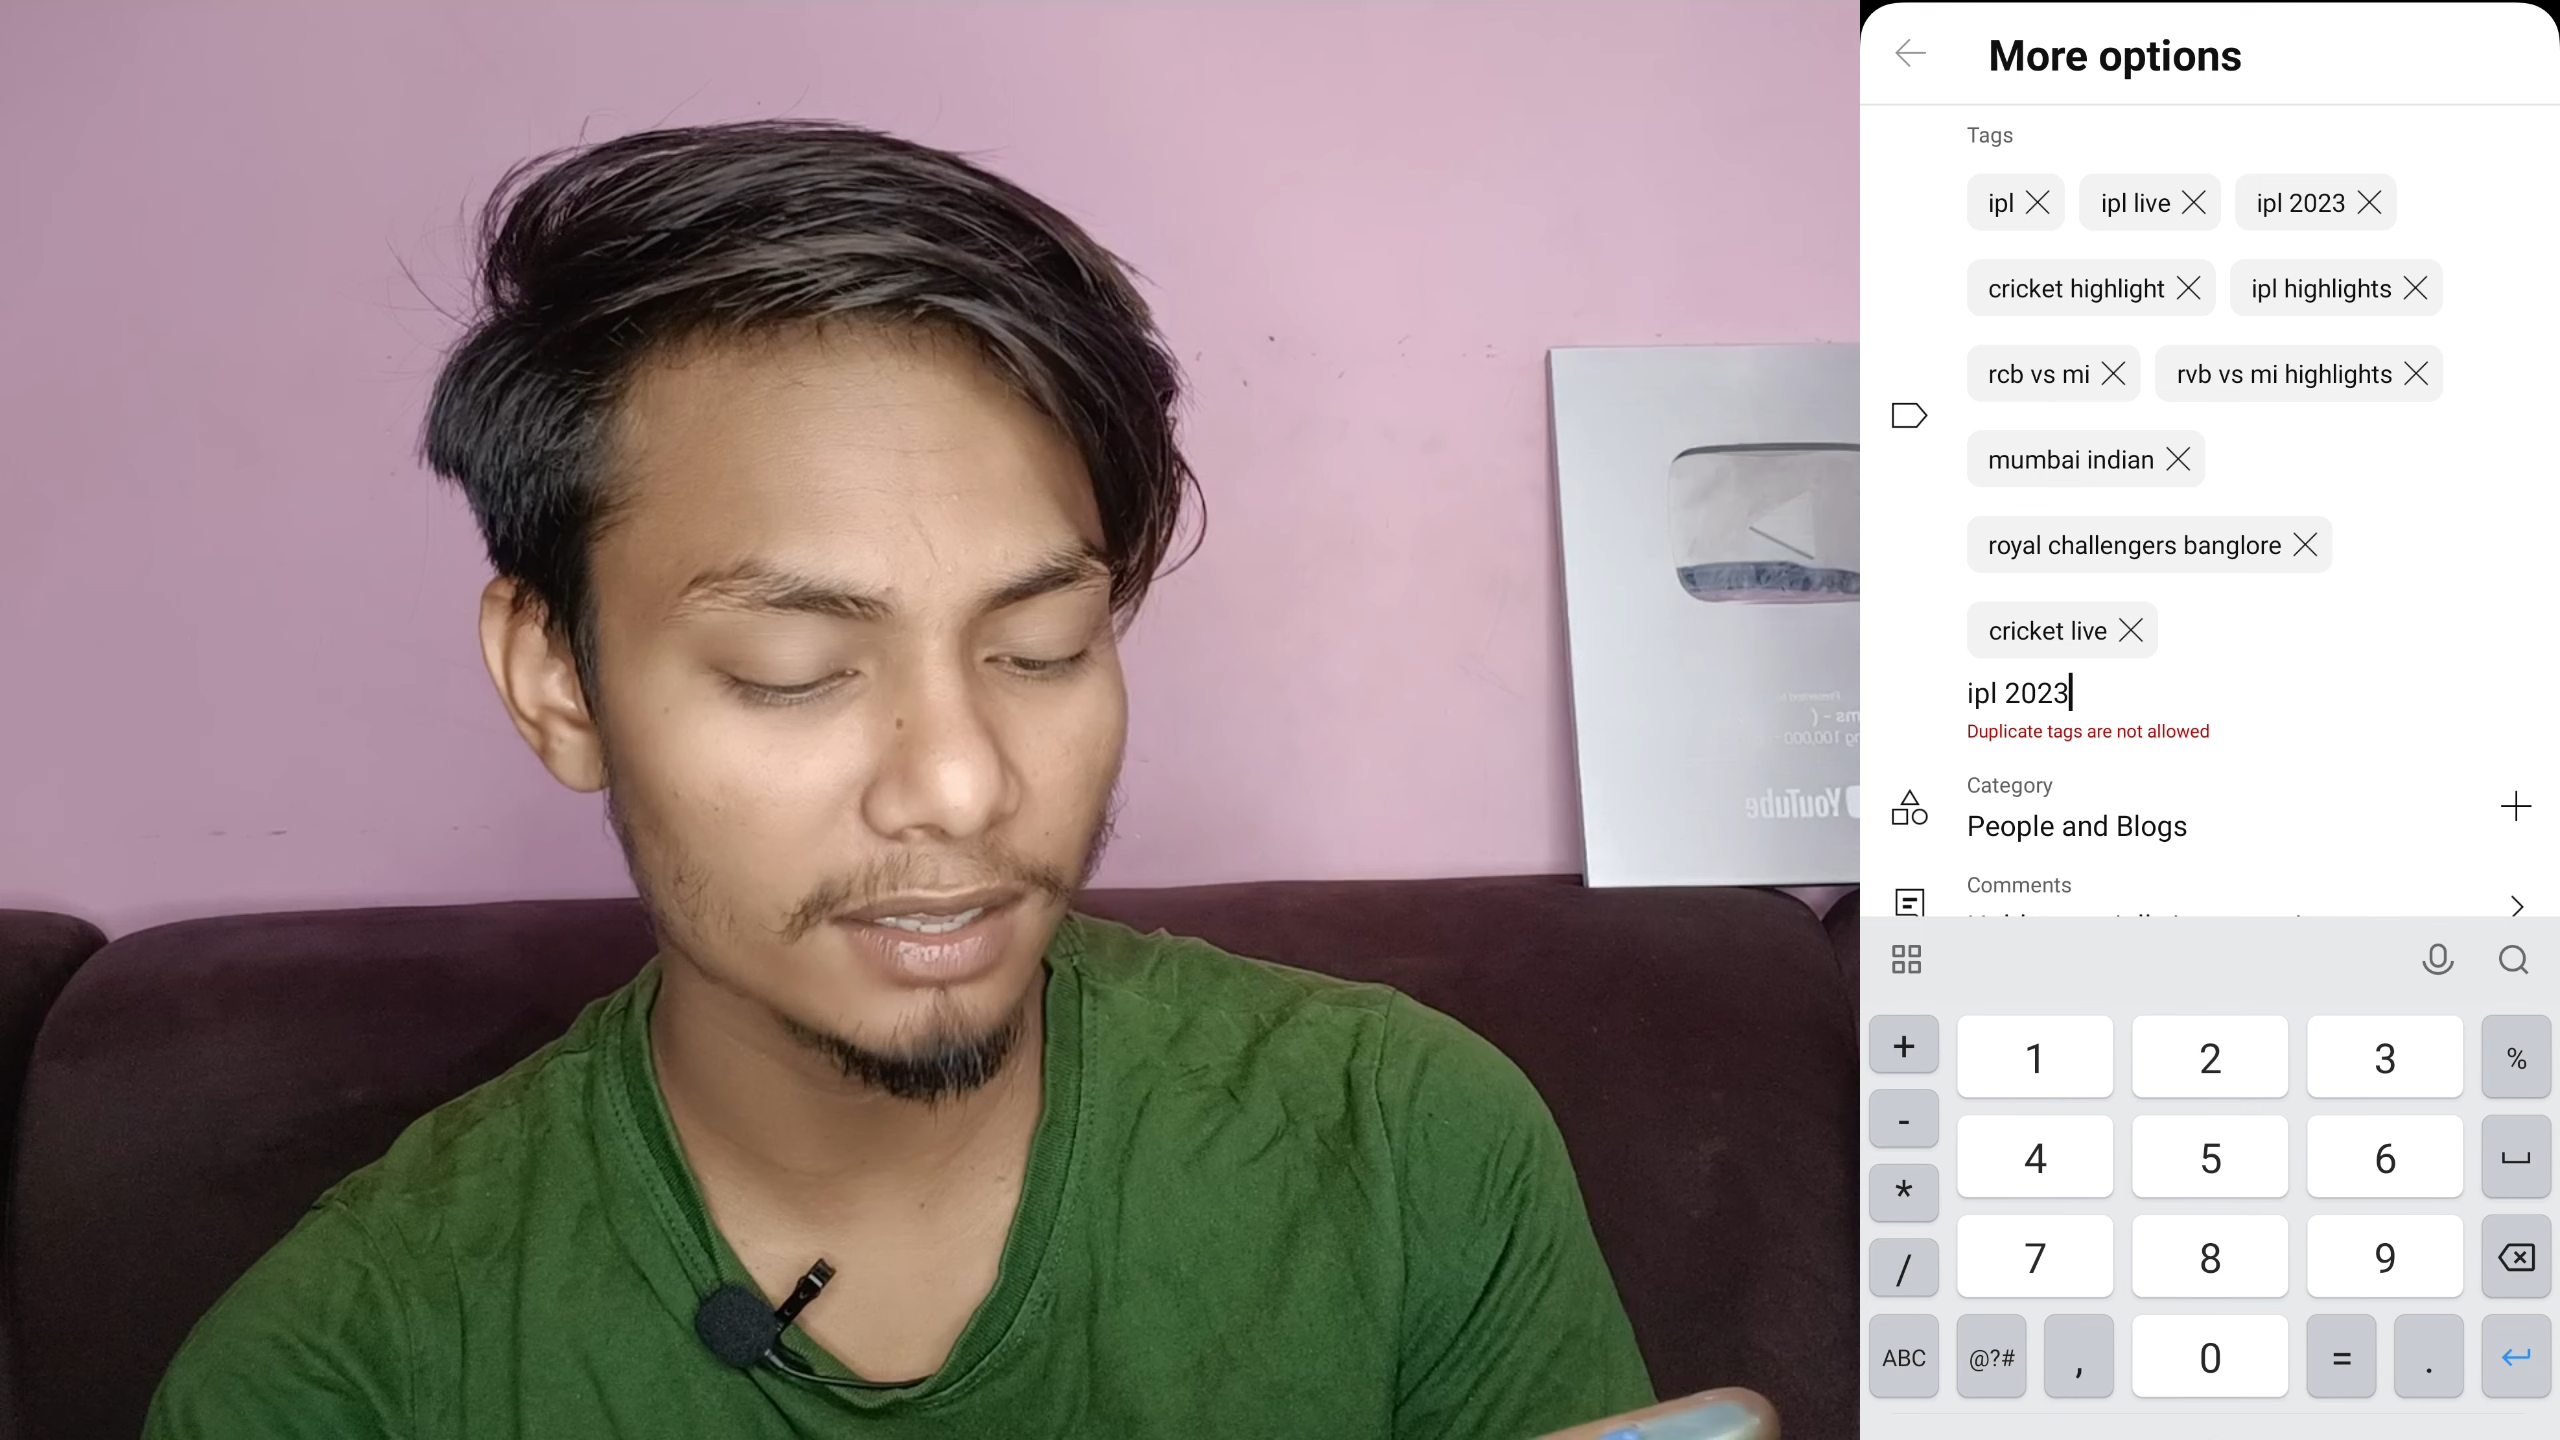 More options
Tags
ipl ipl live ipl 2023
cricket highlight ipl highlights
rcb vs mi rvb vs mi highlights
mumbai indian
royal challengers banglore
cricket live
ipl 2023
Duplicate tags are not allowed
Category
People and Blogs
Comments
YouTube
+ 1 2 3 %
- 4 5 6
* 7 8 9
/
ABC @?# , 0 = .